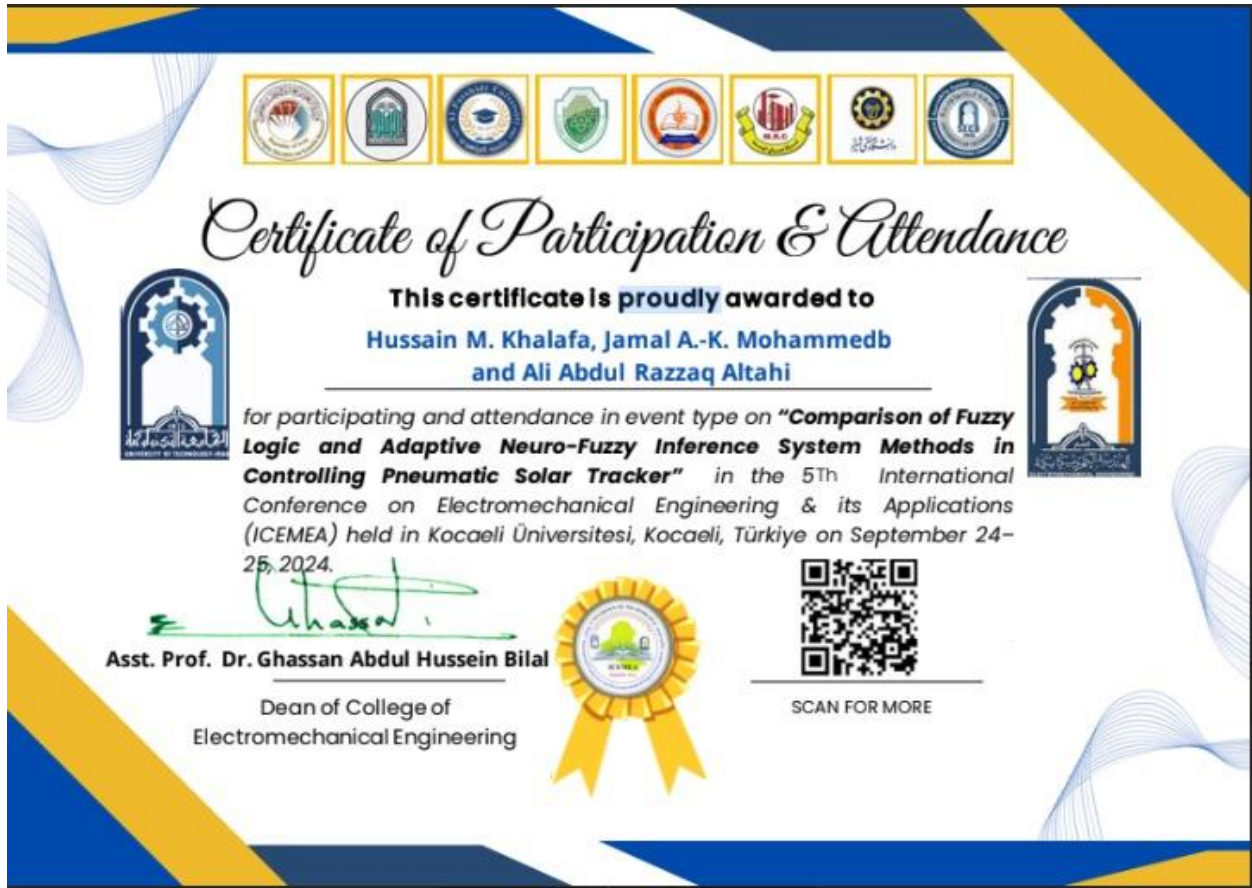 Certificate of Participation & Attendance
This certificate is proudly awarded to
Hussain M. Khalafa, Jamal A.-K. Mohammedb
and Ali Abdul Razzaq Altahi
for participating and attendance in event type on “Comparison of Fuzzy
Logic and Adaptive Neuro-Fuzzy Inference System Methods in
Controlling Pneumatic Solar Tracker” in the 5Th International
Conference on Electromechanical Engineering & its Applications
(ICEMEA) held in Kocaeli Üniversitesi, Kocaeli, Türkiye on September 24–
25, 2024.
Asst. Prof. Dr. Ghassan Abdul Hussein Bilal
Dean of College of
Electromechanical Engineering
SCAN FOR MORE
UNIVERSITY OF TECHNOLOGY-IRAQ